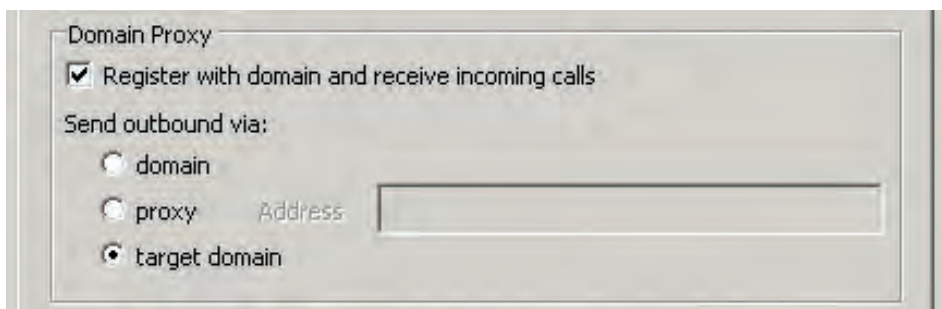 Domain Proxy
Register with domain and receive incoming calls
Send outbound via:
domain
proxy Address
target domain